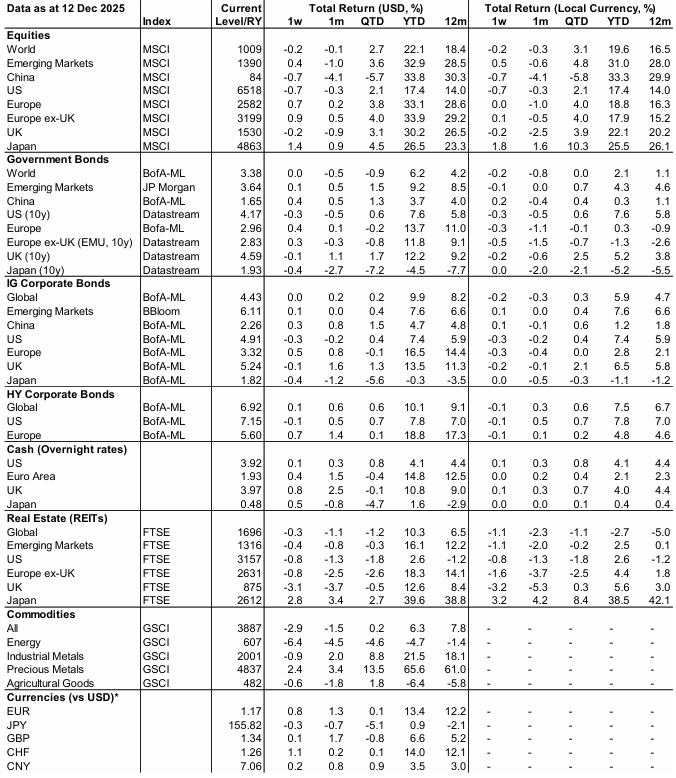 Data as at 12 Dec 2025 Current Total Return (USD, %) Total Return (Local Currency, %)
Index Level/RY 1w 1m QTD YTD 12m 1w 1m QTD YTD 12m
Equities
World MSCI 1009 -0.2 -0.1 2.7 22.1 18.4 -0.2 -0.3 3.1 19.6 16.5
Emerging Markets MSCI 1390 0.4 -1.0 3.6 32.9 28.5 0.5 -0.6 4.8 31.0 28.0
China MSCI 84 -0.7 -4.1 -5.7 33.8 30.3 -0.7 -4.1 -5.8 33.3 29.9
US MSCI 6518 -0.7 -0.3 2.1 17.4 14.0 -0.7 -0.3 2.1 17.4 14.0
Europe MSCI 2582 0.7 0.2 3.8 33.1 28.6 0.0 -1.0 4.0 18.8 16.3
Europe ex-UK MSCI 3199 0.9 0.5 4.0 33.9 29.2 0.1 -0.5 4.0 17.9 15.2
UK MSCI 1530 -0.2 -0.9 3.1 30.2 26.5 -0.2 -2.5 3.9 22.1 20.2
Japan MSCI 4863 1.4 0.9 4.5 26.5 23.3 1.8 1.6 10.3 25.5 26.1
Government Bonds
World BofA-ML 3.38 0.0 -0.5 -0.9 6.2 4.2 -0.2 -0.8 0.0 2.1 1.1
Emerging Markets JP Morgan 3.64 0.1 0.5 1.5 9.2 8.5 -0.1 0.0 0.7 4.3 4.6
China BofA-ML 1.65 0.4 0.5 1.3 3.7 4.0 0.2 -0.4 0.4 0.3 1.1
US (10y) Datastream 4.17 -0.3 -0.5 0.6 7.6 5.8 -0.3 -0.5 0.6 7.6 5.8
Europe Bofa-ML 2.96 0.4 0.1 -0.2 13.7 11.0 -0.3 -1.1 -0.1 0.3 -0.9
Europe ex-UK (EMU, 10y) Datastream 2.83 0.3 -0.3 -0.8 11.8 9.1 -0.5 -1.5 -0.7 -1.3 -2.6
UK (10y) Datastream 4.59 -0.1 1.1 1.7 12.2 9.2 -0.2 -0.6 2.5 5.2 3.8
Japan (10y) Datastream 1.93 -0.4 -2.7 -7.2 -4.5 -7.7 0.0 -2.0 -2.1 -5.2 -5.5
IG Corporate Bonds
Global BofA-ML 4.43 0.0 0.2 0.2 9.9 8.2 -0.2 -0.3 0.3 5.9 4.7
Emerging Markets BBloom 6.11 0.1 0.0 0.4 7.6 6.6 0.1 0.0 0.4 7.6 6.6
China BofA-ML 2.26 0.3 0.8 1.5 4.7 4.8 0.1 -0.1 0.6 1.2 1.8
US BofA-ML 4.91 -0.3 -0.2 0.4 7.4 5.9 -0.3 -0.2 0.4 7.4 5.9
Europe BofA-ML 3.32 0.5 0.8 -0.1 16.5 14.4 -0.3 -0.4 0.0 2.8 2.1
UK BofA-ML 5.24 -0.1 1.6 1.3 13.5 11.3 -0.2 -0.1 2.1 6.5 5.8
Japan BofA-ML 1.82 -0.4 -1.2 -5.6 -0.3 -3.5 0.0 -0.5 -0.3 -1.1 -1.2
HY Corporate Bonds
Global BofA-ML 6.92 0.1 0.6 0.6 10.1 9.1 -0.1 0.3 0.6 7.5 6.7
US BofA-ML 7.15 -0.1 0.5 0.7 7.8 7.0 -0.1 0.5 0.7 7.8 7.0
Europe BofA-ML 5.60 0.7 1.4 0.1 18.8 17.3 -0.1 0.1 0.2 4.8 4.6
Cash (Overnight rates)
US 3.92 0.1 0.3 0.8 4.1 4.4 0.1 0.3 0.8 4.1 4.4
Euro Area 1.93 0.4 1.5 -0.4 14.8 12.5 0.0 0.2 0.4 2.1 2.3
UK 3.97 0.8 2.5 -0.1 10.8 9.0 0.1 0.3 0.7 4.0 4.4
Japan 0.48 0.5 -0.8 -4.7 1.6 -2.9 0.0 0.0 0.1 0.4 0.4
Real Estate (REITs)
Global FTSE 1696 -0.3 -1.1 -1.2 10.3 6.5 -1.1 -2.3 -1.1 -2.7 -5.0
Emerging Markets FTSE 1316 -0.4 -0.8 -0.3 16.1 12.2 -1.1 -2.0 -0.2 2.5 0.1
US FTSE 3157 -0.8 -1.3 -1.8 2.6 -1.2 -0.8 -1.3 -1.8 2.6 -1.2
Europe ex-UK FTSE 2631 -0.8 -2.5 -2.6 18.3 14.1 -1.6 -3.7 -2.5 4.4 1.8
UK FTSE 875 -3.1 -3.7 -0.5 12.6 8.4 -3.2 -5.3 0.3 5.6 3.0
Japan FTSE 2612 2.8 3.4 2.7 39.6 38.8 3.2 4.2 8.4 38.5 42.1
Commodities
All GSCI 3887 -2.9 -1.5 0.2 6.3 7.8 - - - - -
Energy GSCI 607 -6.4 -4.5 -4.6 -4.7 -1.4 - - - - -
Industrial Metals GSCI 2001 -0.9 2.0 8.8 21.5 18.1 - - - - -
Precious Metals GSCI 4837 2.4 3.4 13.5 65.6 61.0 - - - - -
Agricultural Goods GSCI 482 -0.6 -1.8 1.8 -6.4 -5.8 - - - - -
Currencies (vs USD)*
EUR 1.17 0.8 1.3 0.1 13.4 12.2 - - - - -
JPY 155.82 -0.3 -0.7 -5.1 0.9 -2.1 - - - - -
GBP 1.34 0.1 1.7 -0.8 6.6 5.2 - - - - -
CHF 1.26 1.1 0.2 0.1 14.0 12.1 - - - - -
CNY 7.06 0.2 0.8 0.9 3.5 3.0 - - - - -